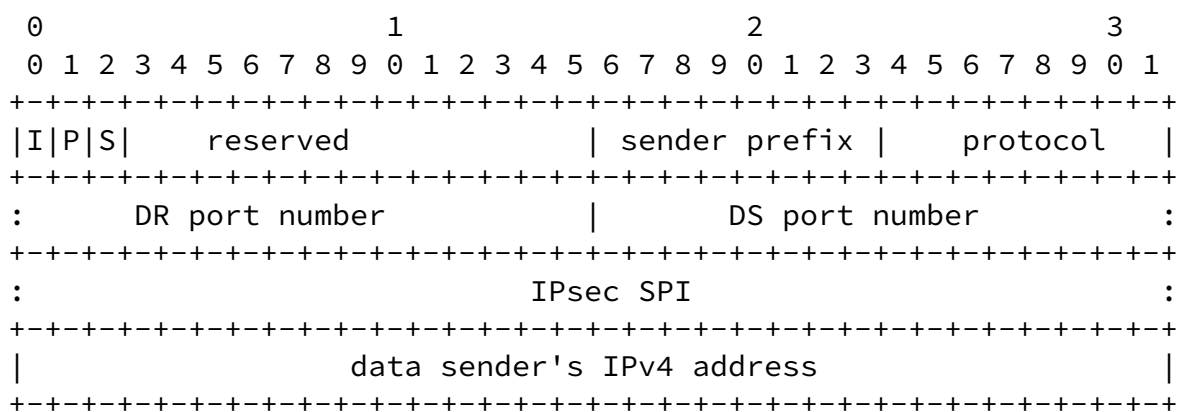 0                   1                   2                   3
 0 1 2 3 4 5 6 7 8 9 0 1 2 3 4 5 6 7 8 9 0 1 2 3 4 5 6 7 8 9 0 1
+-+-+-+-+-+-+-+-+-+-+-+-+-+-+-+-+-+-+-+-+-+-+-+-+-+-+-+-+-+-+-+-+
|I|P|S|    reserved             | sender prefix |    protocol   |
+-+-+-+-+-+-+-+-+-+-+-+-+-+-+-+-+-+-+-+-+-+-+-+-+-+-+-+-+-+-+-+-+
:      DR port number           |       DS port number          :
+-+-+-+-+-+-+-+-+-+-+-+-+-+-+-+-+-+-+-+-+-+-+-+-+-+-+-+-+-+-+-+-+
:                            IPsec SPI                          :
+-+-+-+-+-+-+-+-+-+-+-+-+-+-+-+-+-+-+-+-+-+-+-+-+-+-+-+-+-+-+-+-+
|                  data sender's IPv4 address                   |
+-+-+-+-+-+-+-+-+-+-+-+-+-+-+-+-+-+-+-+-+-+-+-+-+-+-+-+-+-+-+-+-+